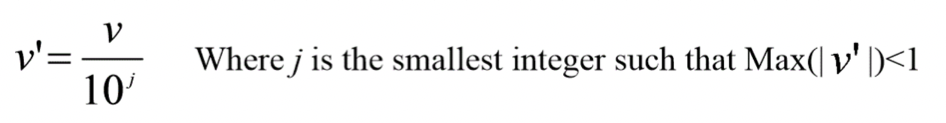 v' = v / 10^j Where j is the smallest integer such that Max(| v' |)<1